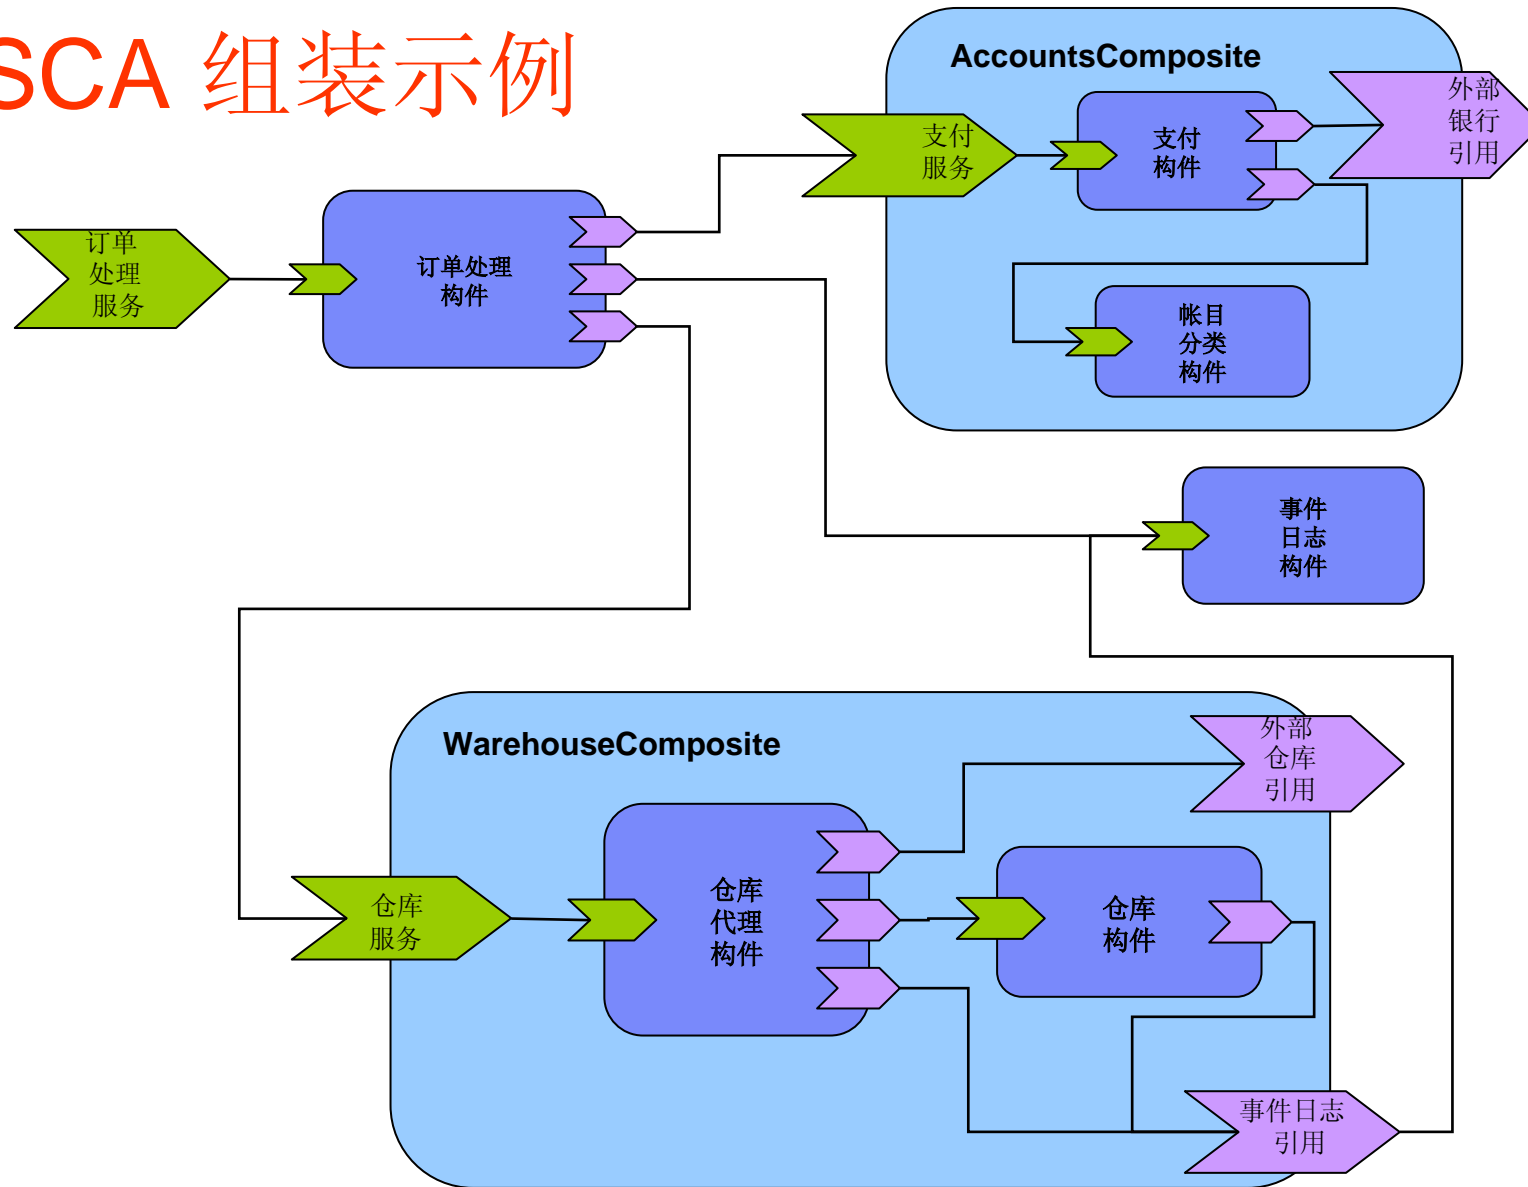 SCA 组装示例
AccountsComposite
外部
银行
引用
支付
服务
支付
构件
订单
处理
服务
订单处理
构件
帐目
分类
构件
事件
日志
构件
WarehouseComposite
外部
仓库
引用
仓库
服务
仓库
代理
构件
仓库
构件
事件日志
引用